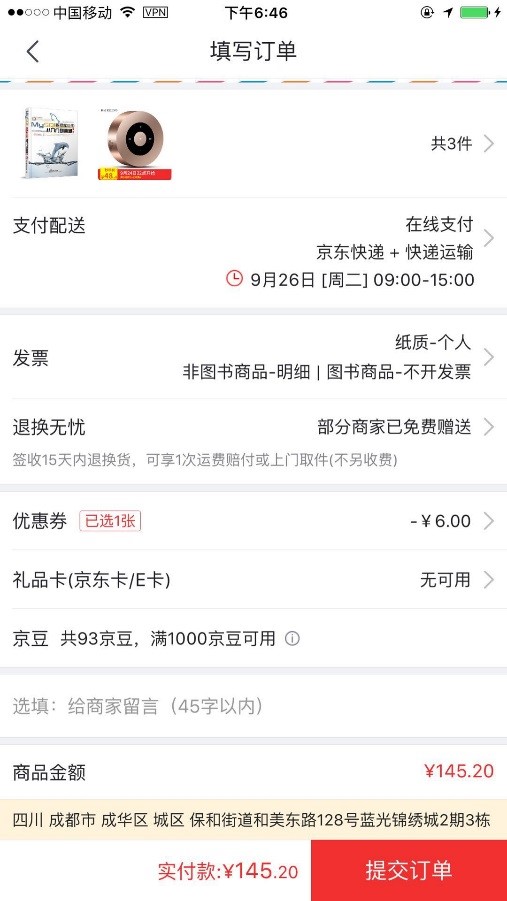 中国移动 VPN 下午6:46
填写订单
MySQL
从入门到精通
共3件
支付配送
在线支付
京东快递 + 快递运输
9月26日 [周二] 09:00-15:00
发票
纸质-个人
非图书商品-明细 | 图书商品-不开发票
退换无忧
部分商家已免费赠送
签收15天内退换货，可享1次运费赔付或上门取件(不另收费)
优惠券 已选1张 -￥6.00
礼品卡(京东卡/E卡) 无可用
京豆 共93京豆，满1000京豆可用
选填：给商家留言（45字以内）
商品金额 ¥145.20
四川 成都市 成华区 城区 保和街道和美东路128号蓝光锦绣城2期3栋
实付款:¥145.20 提交订单